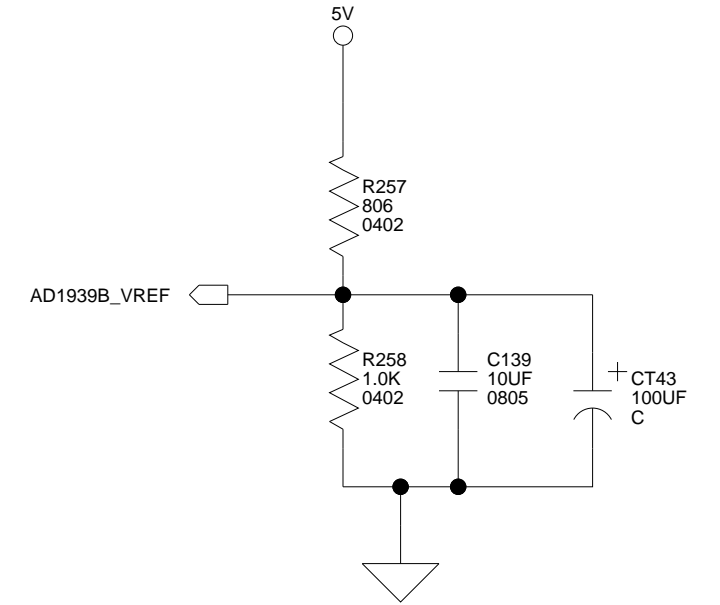 5V
R257
806
0402
AD1939B_VREF
R258
1.0K
0402
C139
10UF
0805
+
CT43
100UF
C